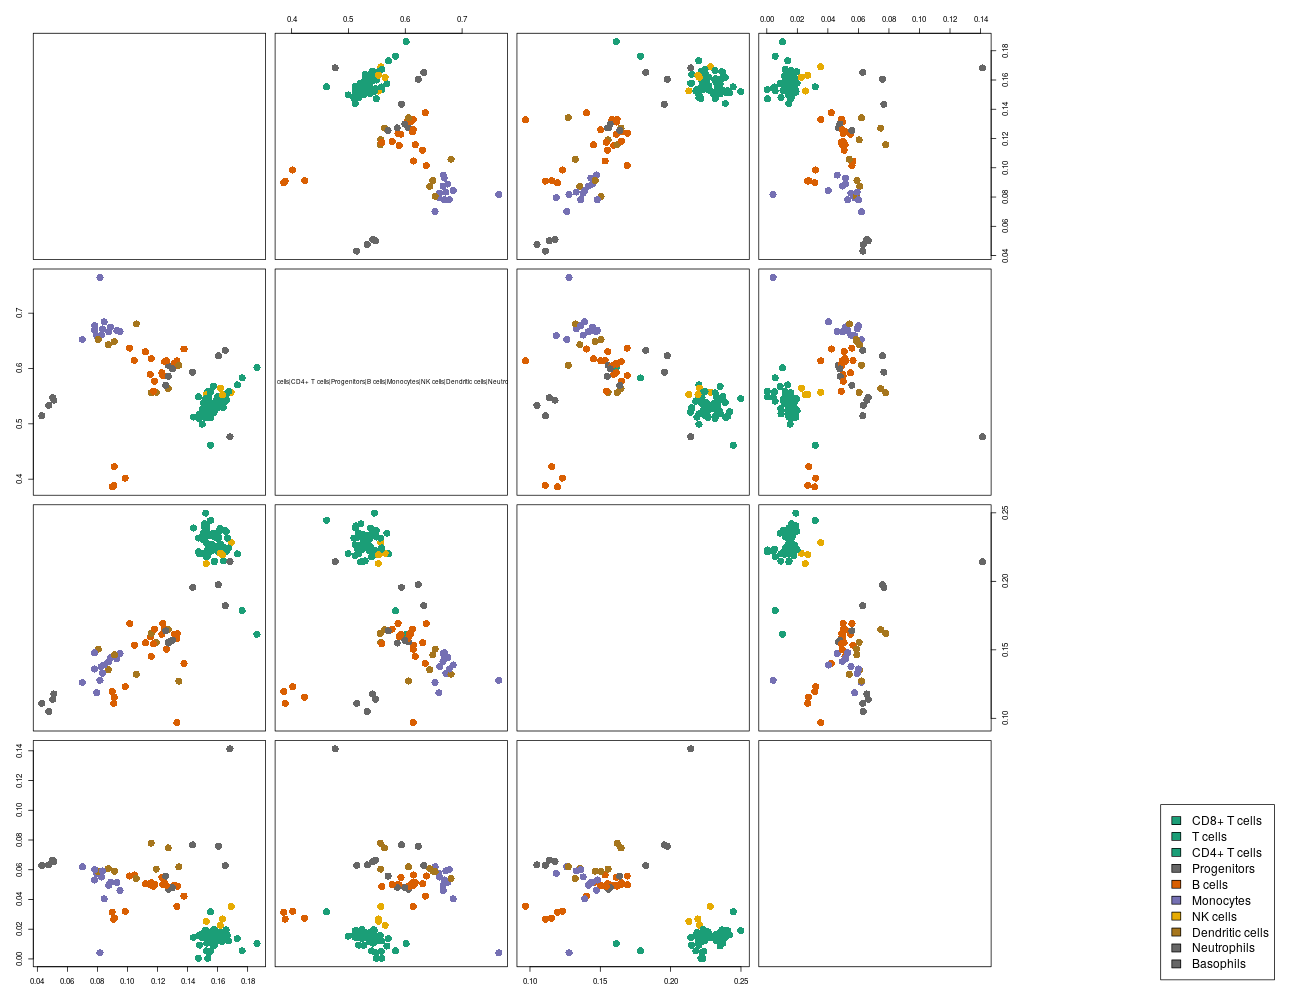 0.4 0.5 0.6 0.7
0.00 0.02 0.04 0.06 0.08 0.10 0.12 0.14
0.04 0.06 0.08 0.10 0.12 0.14 0.16 0.18
0.4 0.5 0.6 0.7
cells|CD4+ T cells|Progenitors|B cells|Monocytes|NK cells|Dendritic cells|Neutro
0.10 0.15 0.20 0.25
0.00 0.02 0.04 0.06 0.08 0.10 0.12 0.14
0.04 0.06 0.08 0.10 0.12 0.14 0.16 0.18
0.10 0.15 0.20 0.25
CD8+ T cells
T cells
CD4+ T cells
Progenitors
B cells
Monocytes
NK cells
Dendritic cells
Neutrophils
Basophils